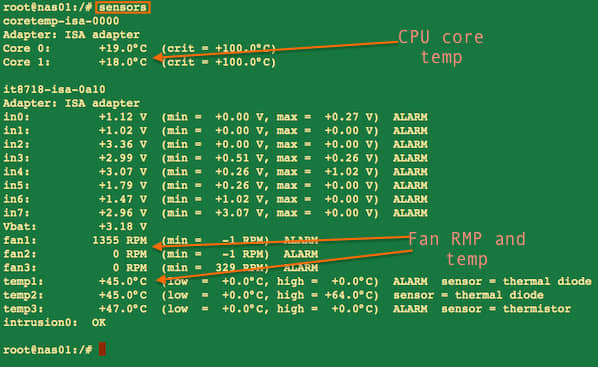 root@nas01:/# sensors
coretemp-isa-0000
Adapter: ISA adapter
Core 0: +19.0°C (crit = +100.0°C)
Core 1: +18.0°C (crit = +100.0°C)
CPU core
temp
it8718-isa-0a10
Adapter: ISA adapter
in0: +1.12 V (min = +0.00 V, max = +0.27 V) ALARM
in1: +1.02 V (min = +0.00 V, max = +0.00 V) ALARM
in2: +3.36 V (min = +0.00 V, max = +0.00 V) ALARM
in3: +2.99 V (min = +0.51 V, max = +0.26 V) ALARM
in4: +3.07 V (min = +0.26 V, max = +1.02 V) ALARM
in5: +1.79 V (min = +0.26 V, max = +0.00 V) ALARM
in6: +1.47 V (min = +1.02 V, max = +0.00 V) ALARM
in7: +2.96 V (min = +3.07 V, max = +0.00 V) ALARM
Vbat: +3.18 V
fan1: 1355 RPM (min = -1 RPM) ALARM
fan2: 0 RPM (min = -1 RPM) ALARM
fan3: 0 RPM (min = 329 RPM) ALARM
Fan RMP and
temp
temp1: +45.0°C (low = +0.0°C, high = +0.0°C) ALARM sensor = thermal diode
temp2: +45.0°C (low = +0.0°C, high = +64.0°C) sensor = thermal diode
temp3: +47.0°C (low = +0.0°C, high = +0.0°C) ALARM sensor = thermistor
intrusion0: OK
root@nas01:/#